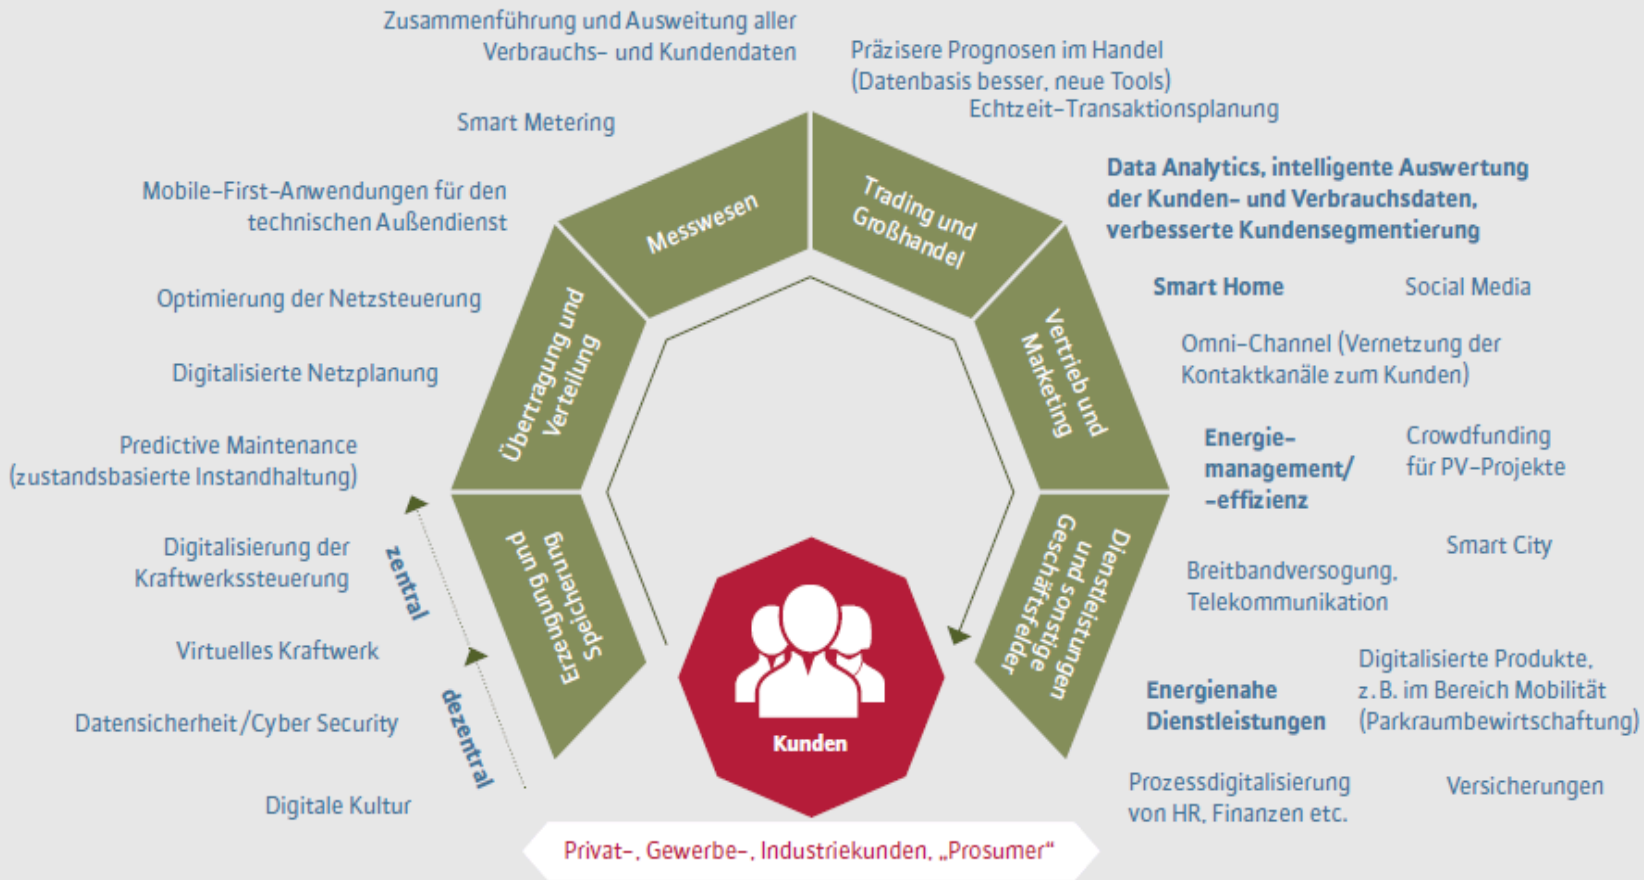 Zusammenführung und Ausweitung aller
Verbrauchs- und Kundendaten
Präzisere Prognosen im Handel
(Datenbasis besser, neue Tools)
Echtzeit-Transaktionsplanung
Smart Metering
Data Analytics, intelligente Auswertung
der Kunden- und Verbrauchsdaten,
verbesserte Kundensegmentierung
Mobile-First-Anwendungen für den
technischen Außendienst
Messwesen
Trading und
Großhandel
Smart Home
Social Media
Optimierung der Netzsteuerung
Übertragung und
Verteilung
Vertrieb und
Marketing
Omni-Channel (Vernetzung der
Kontaktkanäle zum Kunden)
Digitalisierte Netzplanung
Predictive Maintenance
(zustandsbasierte Instandhaltung)
Energie-
management/
-effizienz
Crowdfunding
für PV-Projekte
Digitalisierung der
Kraftwerkssteuerung
zentral
Erzeugung und
Speicherung
Dienstleistungen
und sonstige
Geschäftsfelder
Smart City
Breitbandversogung,
Telekommunikation
Virtuelles Kraftwerk
dezentral
Datensicherheit/Cyber Security
Energienahe
Dienstleistungen
Digitalisierte Produkte,
z.B. im Bereich Mobilität
(Parkraumbewirtschaftung)
Kunden
Digitale Kultur
Prozessdigitalisierung
von HR, Finanzen etc.
Versicherungen
Privat-, Gewerbe-, Industriekunden, „Prosumer“